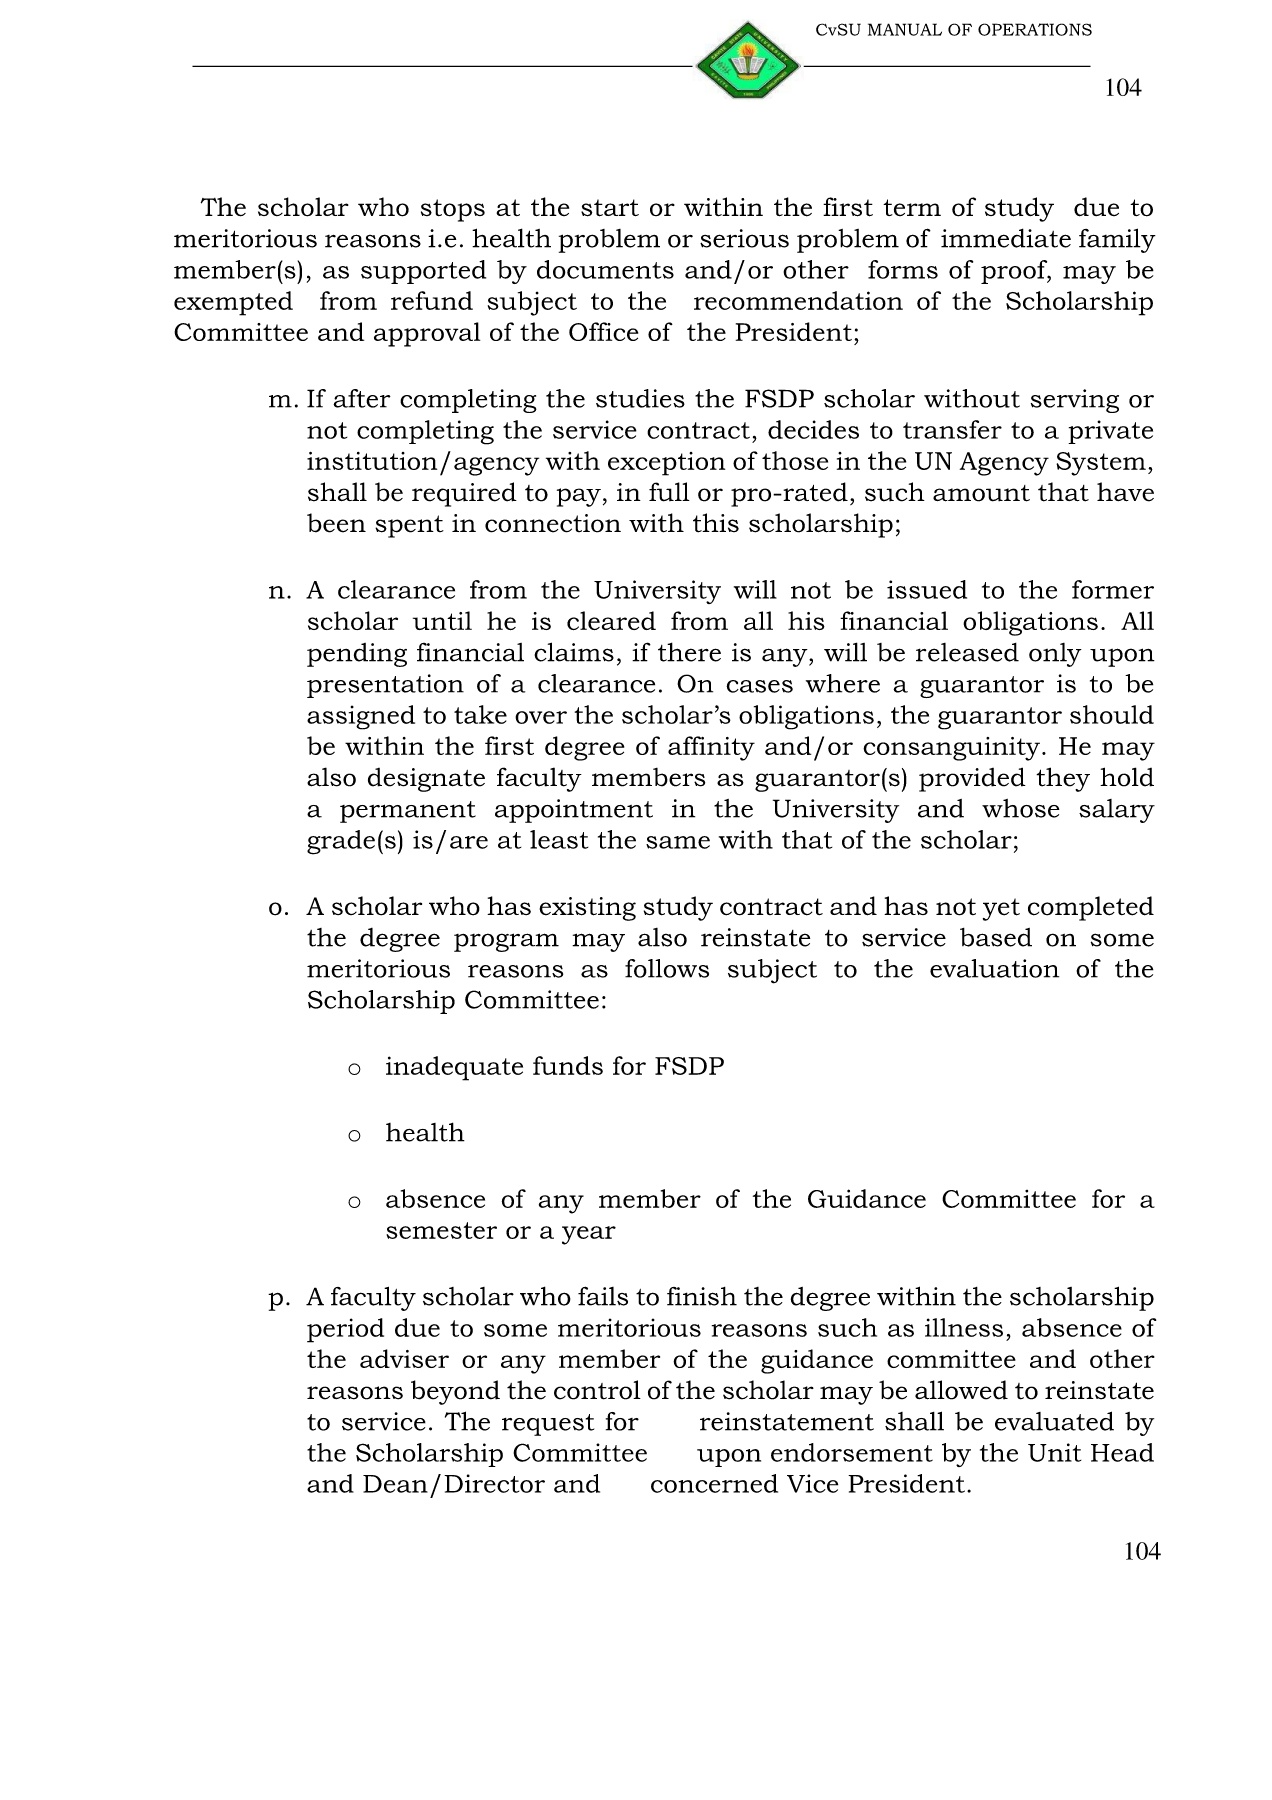 CvSU MANUAL OF OPERATIONS
104
The scholar who stops at the start or within the first term of study due to
meritorious reasons i.e. health problem or serious problem of immediate family
member(s), as supported by documents and/or other forms of proof, may be
exempted from refund subject to the recommendation of the Scholarship
Committee and approval of the Office of the President;
m. If after completing the studies the FSDP scholar without serving or
not completing the service contract, decides to transfer to a private
institution/agency with exception of those in the UN Agency System,
shall be required to pay, in full or pro-rated, such amount that have
been spent in connection with this scholarship;
n. A clearance from the University will not be issued to the former
scholar until he is cleared from all his financial obligations. All
pending financial claims, if there is any, will be released only upon
presentation of a clearance. On cases where a guarantor is to be
assigned to take over the scholar’s obligations, the guarantor should
be within the first degree of affinity and/or consanguinity. He may
also designate faculty members as guarantor(s) provided they hold
a permanent appointment in the University and whose salary
grade(s) is/are at least the same with that of the scholar;
o. A scholar who has existing study contract and has not yet completed
the degree program may also reinstate to service based on some
meritorious reasons as follows subject to the evaluation of the
Scholarship Committee:
o inadequate funds for FSDP
o health
o absence of any member of the Guidance Committee for a
semester or a year
p. A faculty scholar who fails to finish the degree within the scholarship
period due to some meritorious reasons such as illness, absence of
the adviser or any member of the guidance committee and other
reasons beyond the control of the scholar may be allowed to reinstate
to service. The request for reinstatement shall be evaluated by
the Scholarship Committee upon endorsement by the Unit Head
and Dean/Director and concerned Vice President.
104